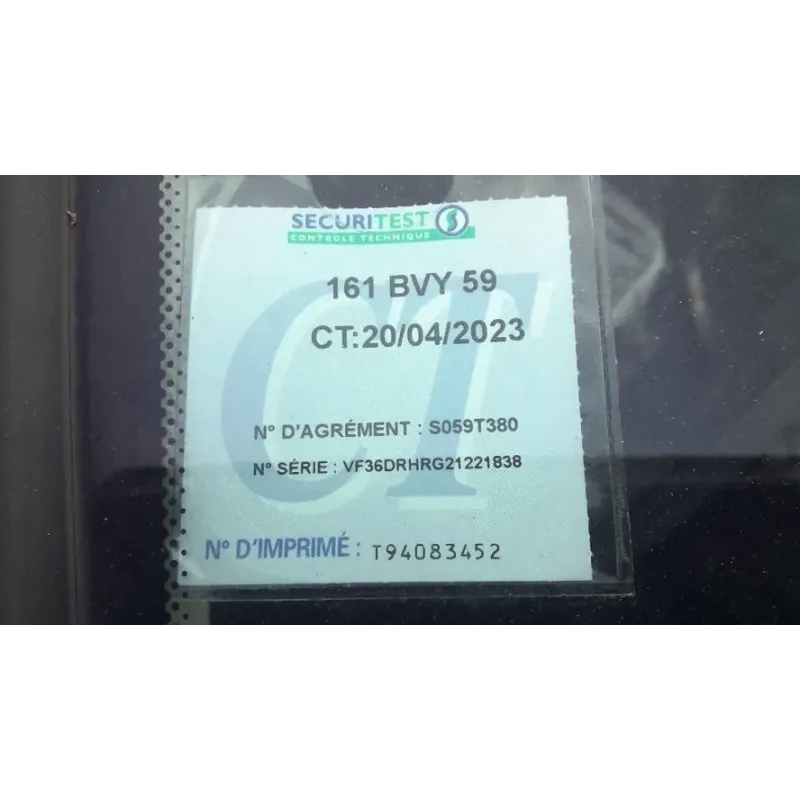 SECURITEST
CONTROLE TECHNIQUE
161 BVY 59
CT:20/04/2023
CT
N° D'AGRÉMENT : S059T380
N° SÉRIE : VF36DRHRG21221838
N° D'IMPRIMÉ : T94083452